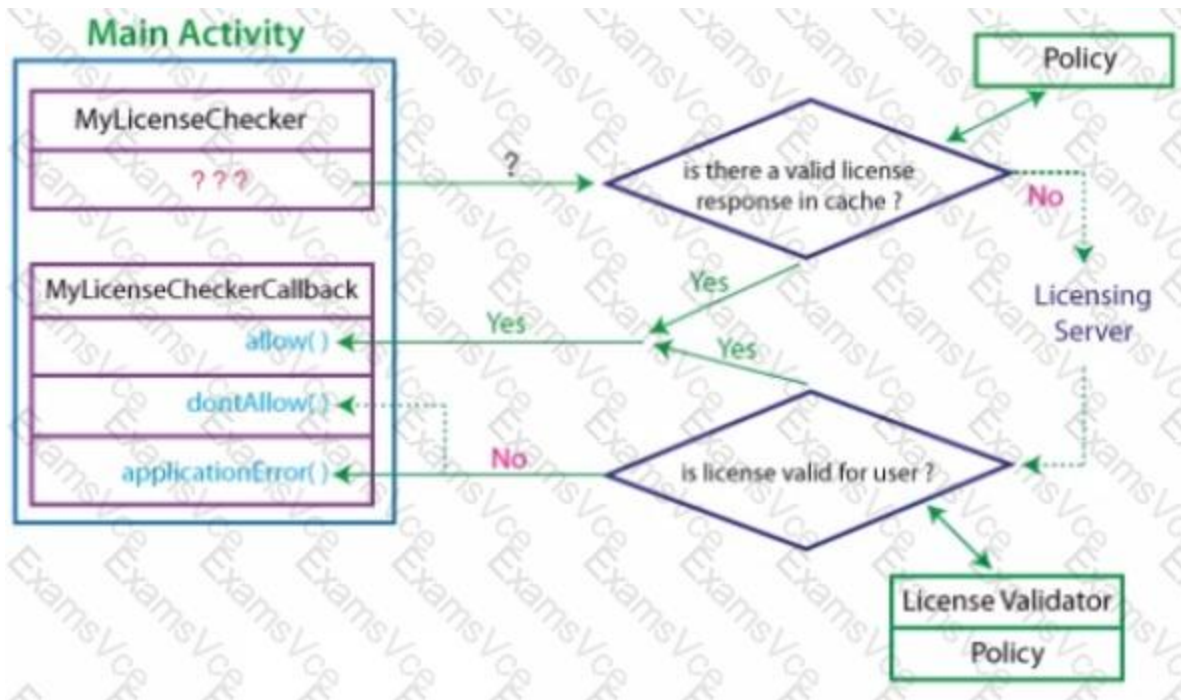 Main Activity
MyLicenseChecker
? ? ?
?
is there a valid license
response in cache ?
Policy
No
Licensing
Server
Yes
MyLicenseCheckerCallback
Yes
allow( )
Yes
dontAllow( )
applicationError( )
No
is license valid for user ?
License Validator
Policy
ExamsVce